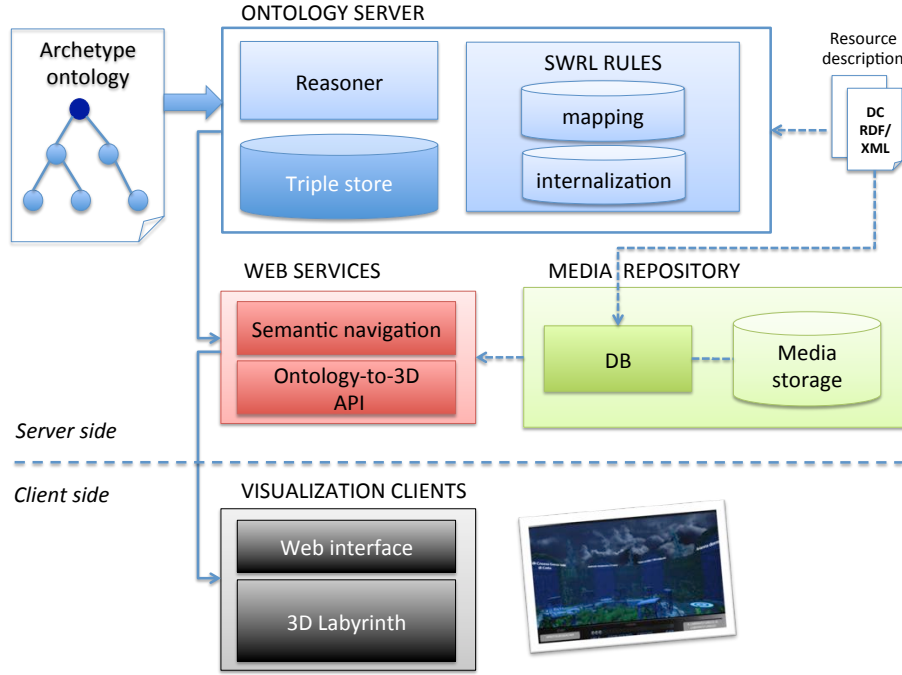 ONTOLOGY SERVER
Archetype
ontology
Reasoner
Triple store
SWRL RULES
mapping
internalization
Resource
description
DC
RDF/
XML
WEB SERVICES
Semantic navigation
Ontology-to-3D
API
MEDIA REPOSITORY
DB
Media
storage
Server side
Client side
VISUALIZATION CLIENTS
Web interface
3D Labyrinth